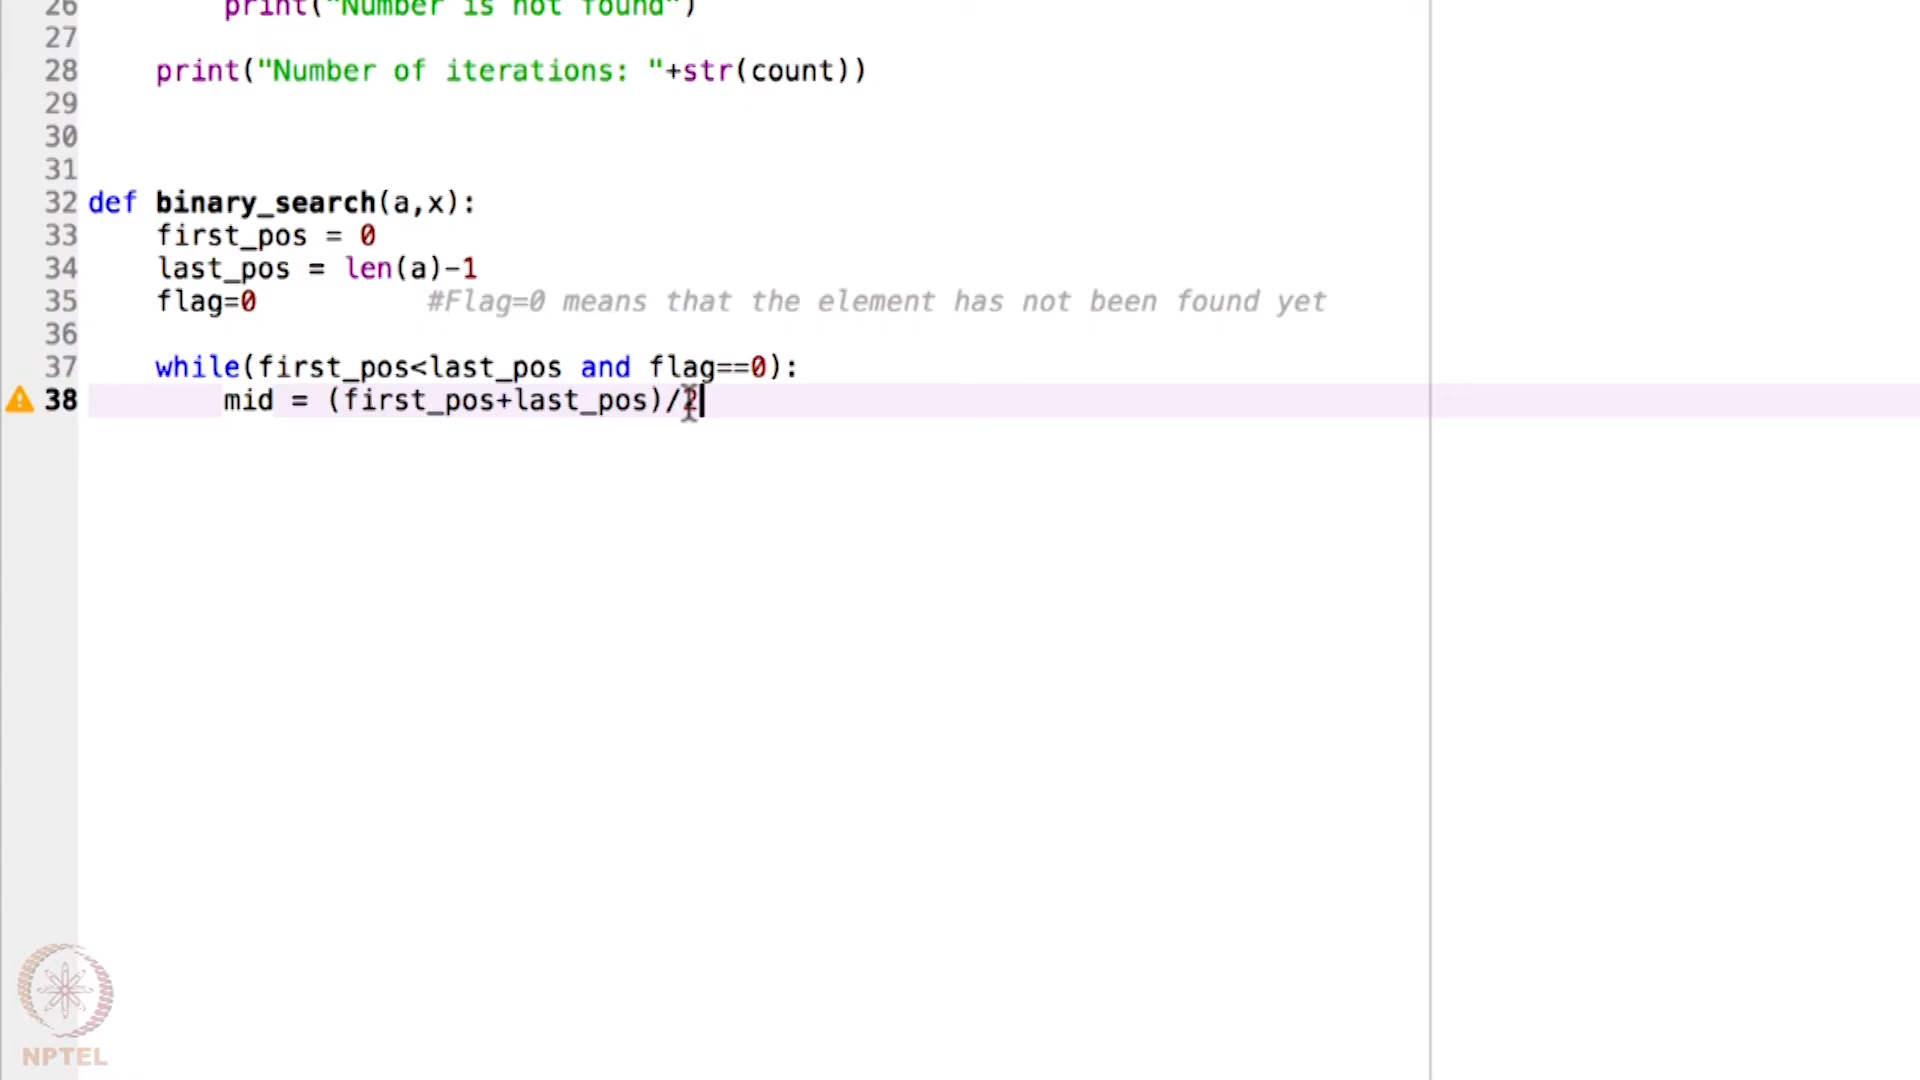 26 print("Number is not found")
27
28 print("Number of iterations: "+str(count))
29
30
31
32 def binary_search(a,x):
33 first_pos = 0
34 last_pos = len(a)-1
35 flag=0 #Flag=0 means that the element has not been found yet
36
37 while(first_pos<last_pos and flag==0):
38 mid = (first_pos+last_pos)/2
NPTEL